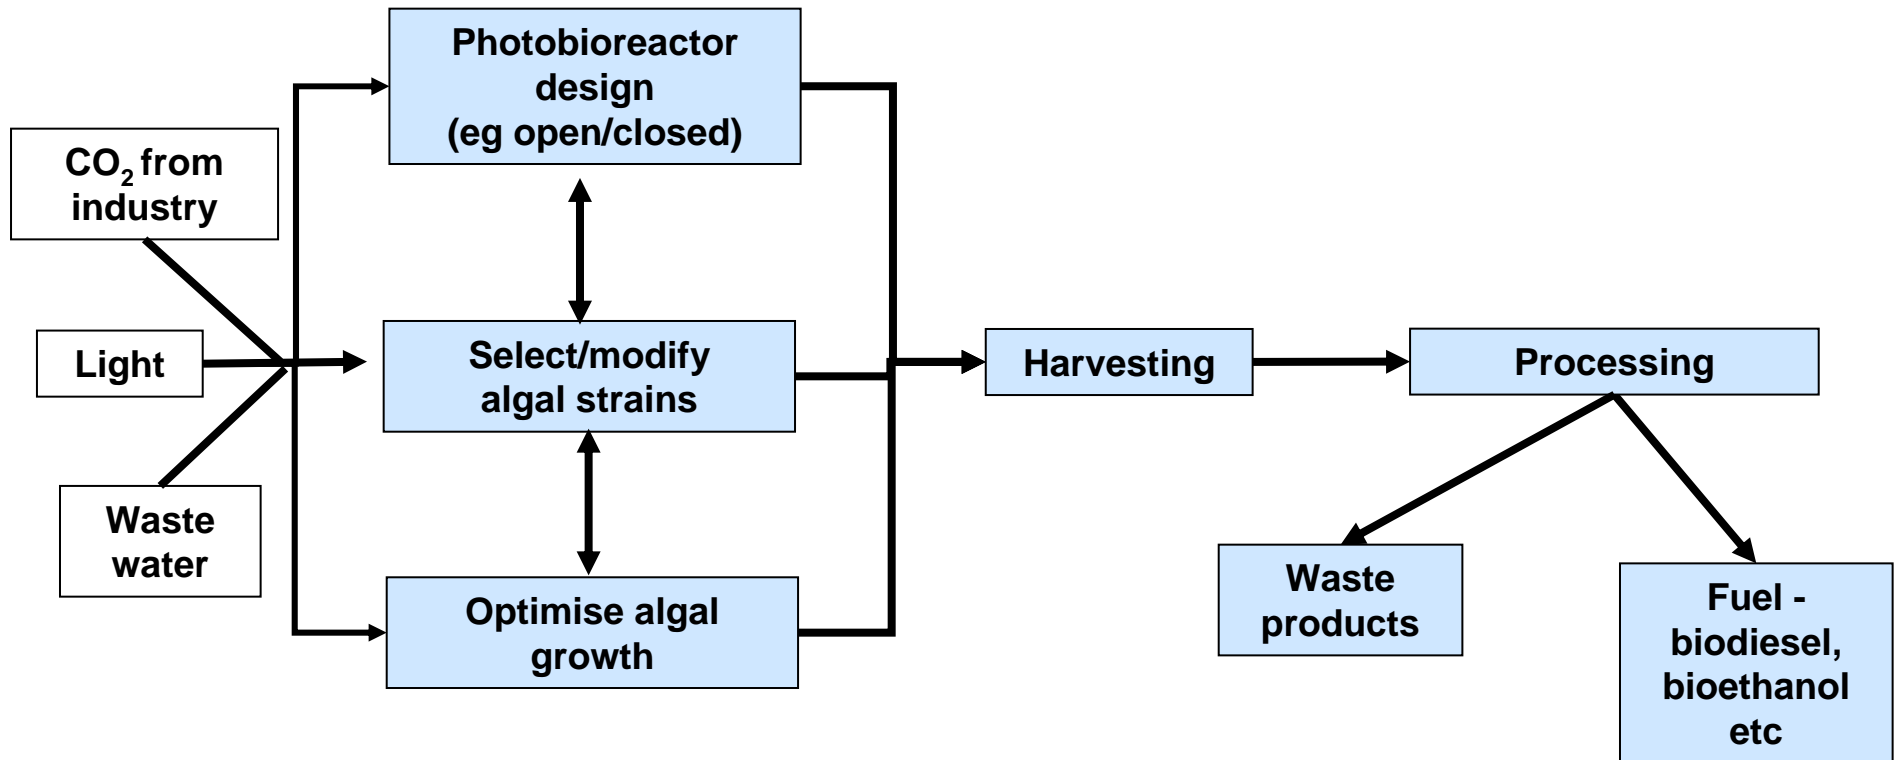 Photobioreactor
design
(eg open/closed)
CO₂ from
industry
Light
Waste
water
Select/modify
algal strains
Optimise algal
growth
Harvesting
Processing
Waste
products
Fuel -
biodiesel,
bioethanol
etc